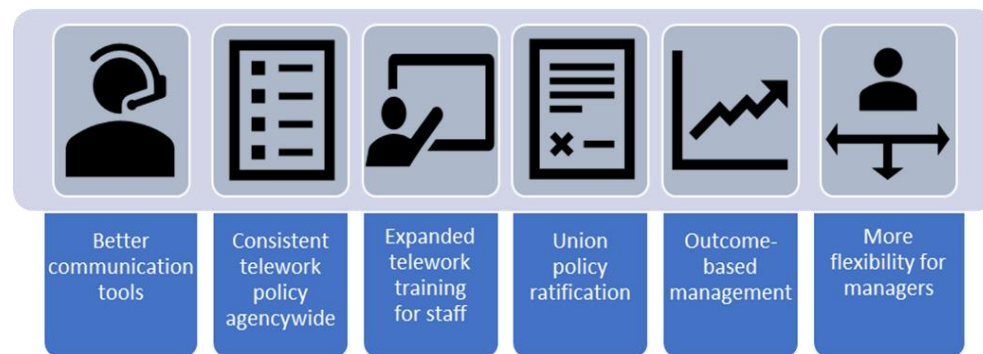 Better
communication
tools
Consistent
telework
policy
agencywide
Expanded
telework
training
for staff
Union
policy
ratification
Outcome-
based
management
More
flexibility for
managers